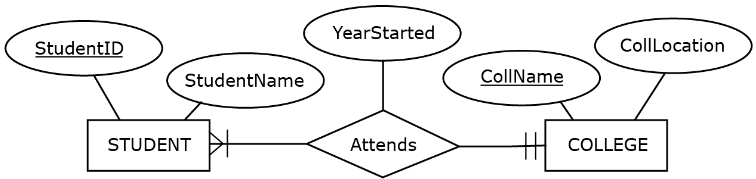 YearStarted
StudentID
CollLocation
StudentName
CollName
STUDENT
Attends
COLLEGE